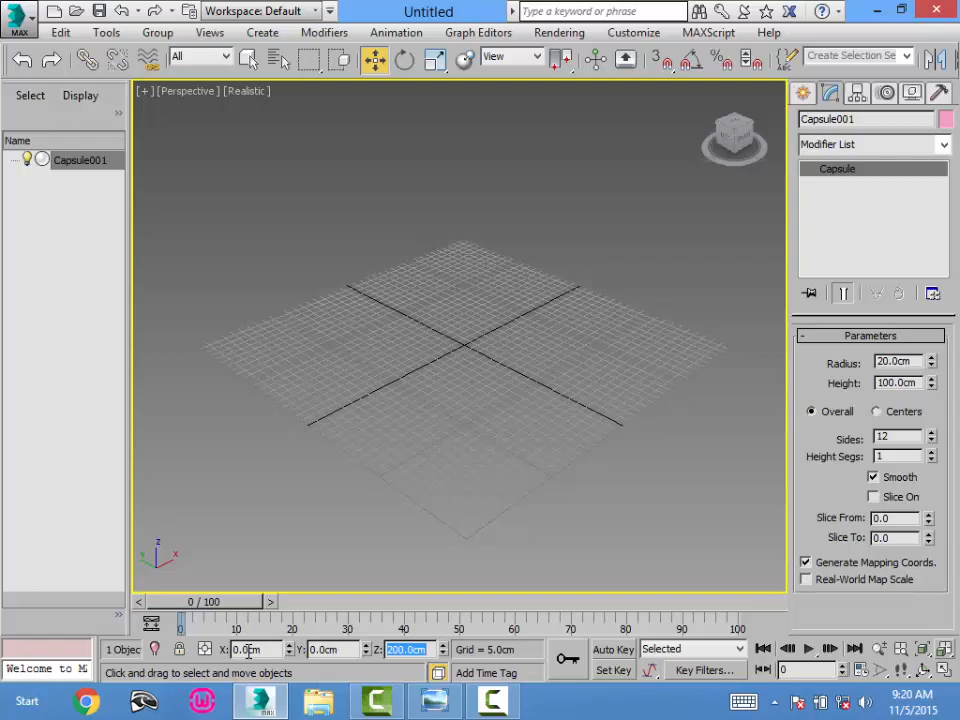 MAX Workspace: Default Untitled Type a keyword or phrase
Edit Tools Group Views Create Modifiers Animation Graph Editors Rendering Customize MAXScript Help
All View 3 Create Selection Se
Select Display
Name
Capsule001
[+] [Perspective] [Realistic]
z
x
y
Capsule001
Modifier List
Capsule
- Parameters
Radius: 20.0cm
Height: 100.0cm
Overall Centers
Sides: 12
Height Segs: 1
Smooth
Slice On
Slice From: 0.0
Slice To: 0.0
Generate Mapping Coords.
Real-World Map Scale
< 0 / 100 >
0 10 20 30 40 50 60 70 80 90 100
1 Object X: 0.0cm Y: 0.0cm Z: 200.0cm Grid = 5.0cm Auto Key Selected
Welcome to M Click and drag to select and move objects Add Time Tag Set Key Key Filters... 0
Start MAX 9:20 AM
11/5/2015